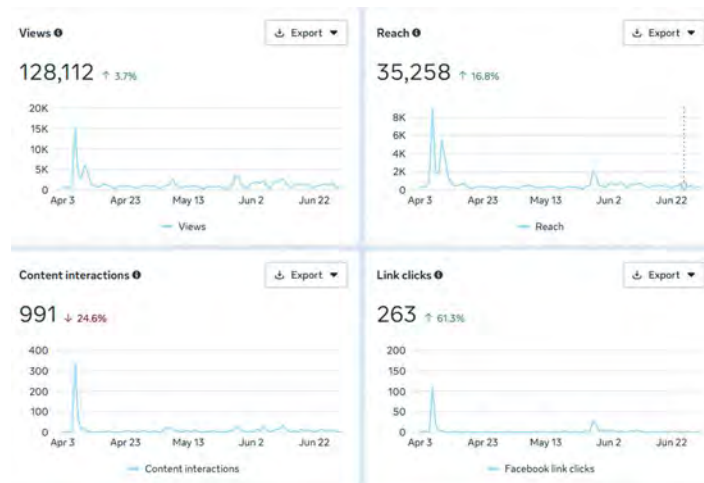 Views
Export
128,112 ↑ 3.7%
20K
15K
10K
5K
0
Apr 3 Apr 23 May 13 Jun 2 Jun 22
Views
Reach
Export
35,258 ↑ 16.8%
8K
6K
4K
2K
0
Apr 3 Apr 23 May 13 Jun 2 Jun 22
Reach
Content interactions
Export
991 ↓ 24.6%
400
300
200
100
0
Apr 3 Apr 23 May 13 Jun 2 Jun 22
Content interactions
Link clicks
Export
263 ↑ 61.3%
200
150
100
50
0
Apr 3 Apr 23 May 13 Jun 2 Jun 22
Facebook link clicks